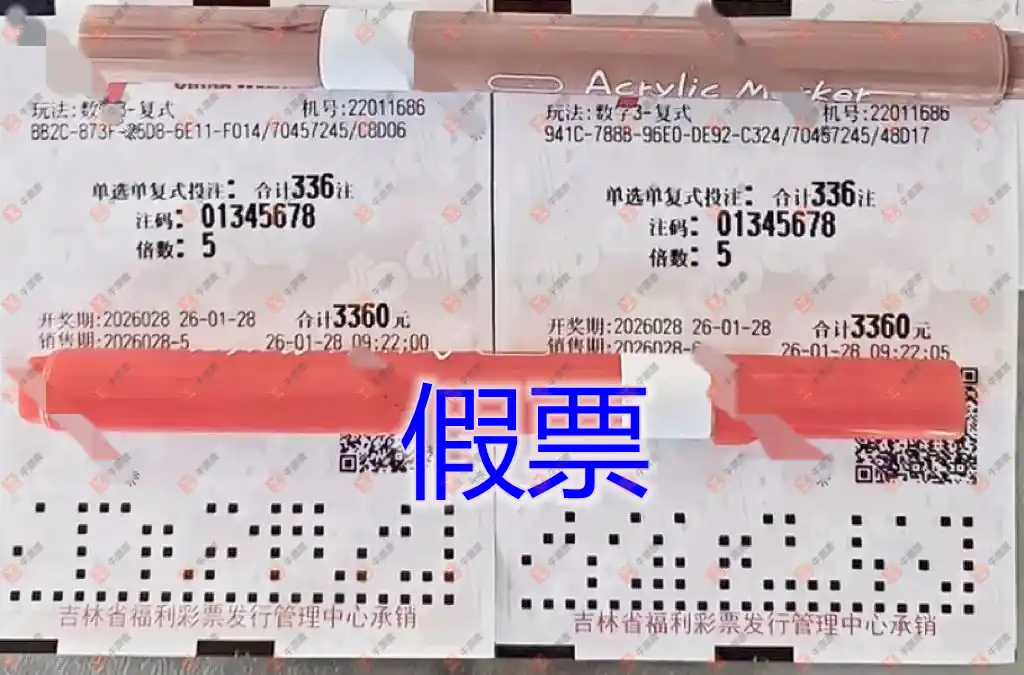 Acrylic Marker
玩法:数字3-复式
机号:22011686
8B2C-873F-25D8-6E11-F014/70457245/C8D06
单选单复式投注: 合计336注
注码: 01345678
倍数: 5
开奖期:2026028 26-01-28 合计3360元
销售期:2026028-5 26-01-28 09:22:00
吉林省福利彩票发行管理中心承销
玩法:数字3-复式
机号:22011686
941C-7888-96E0-DE92-C324/70457245/48D17
单选单复式投注: 合计336注
注码: 01345678
倍数: 5
开奖期:2026028 26-01-28 合计3360元
销售期:2026028-6 26-01-28 09:22:05
吉林省福利彩票发行管理中心承销
假票